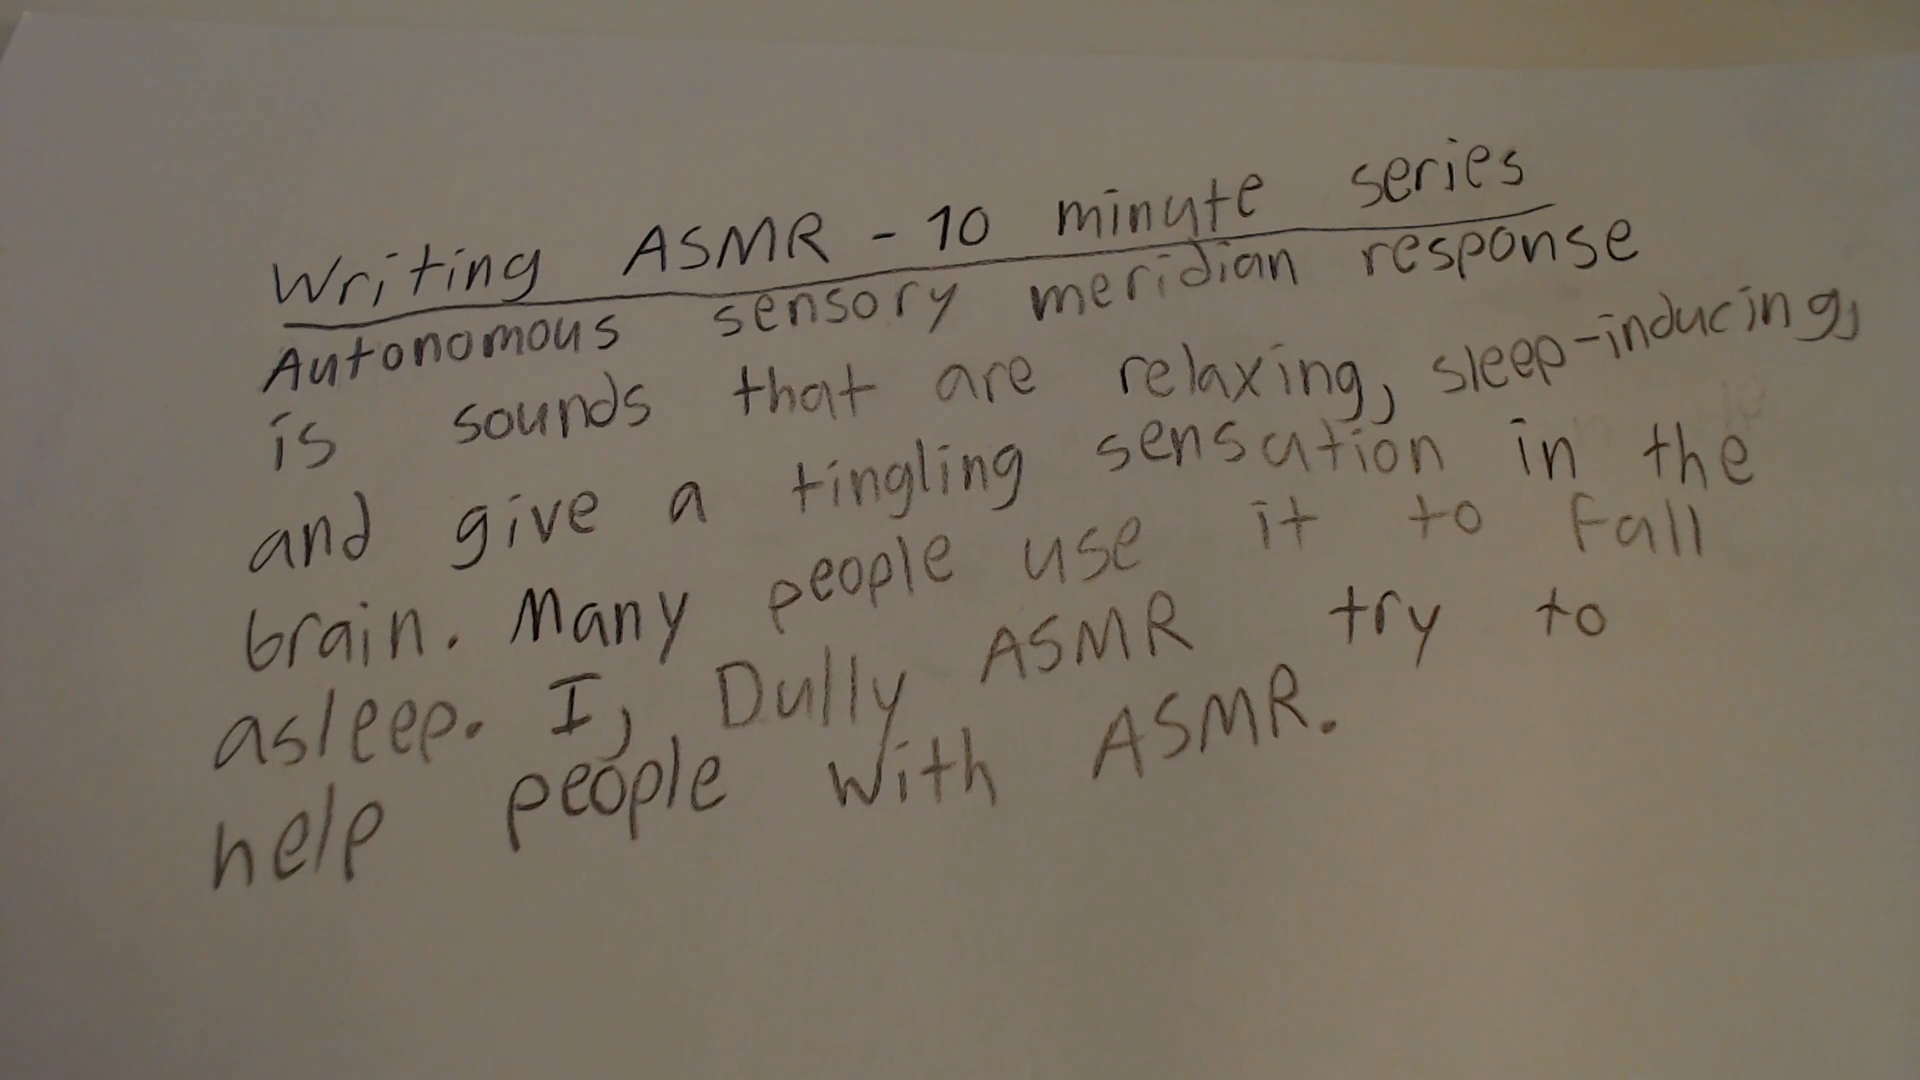 Writing ASMR - 10 minute series
Autonomous sensory meridian response
is sounds that are relaxing, sleep-inducing,
and give a tingling sensation in the
brain. Many people use it to fall
asleep. I, Dully ASMR try to
help people with ASMR.